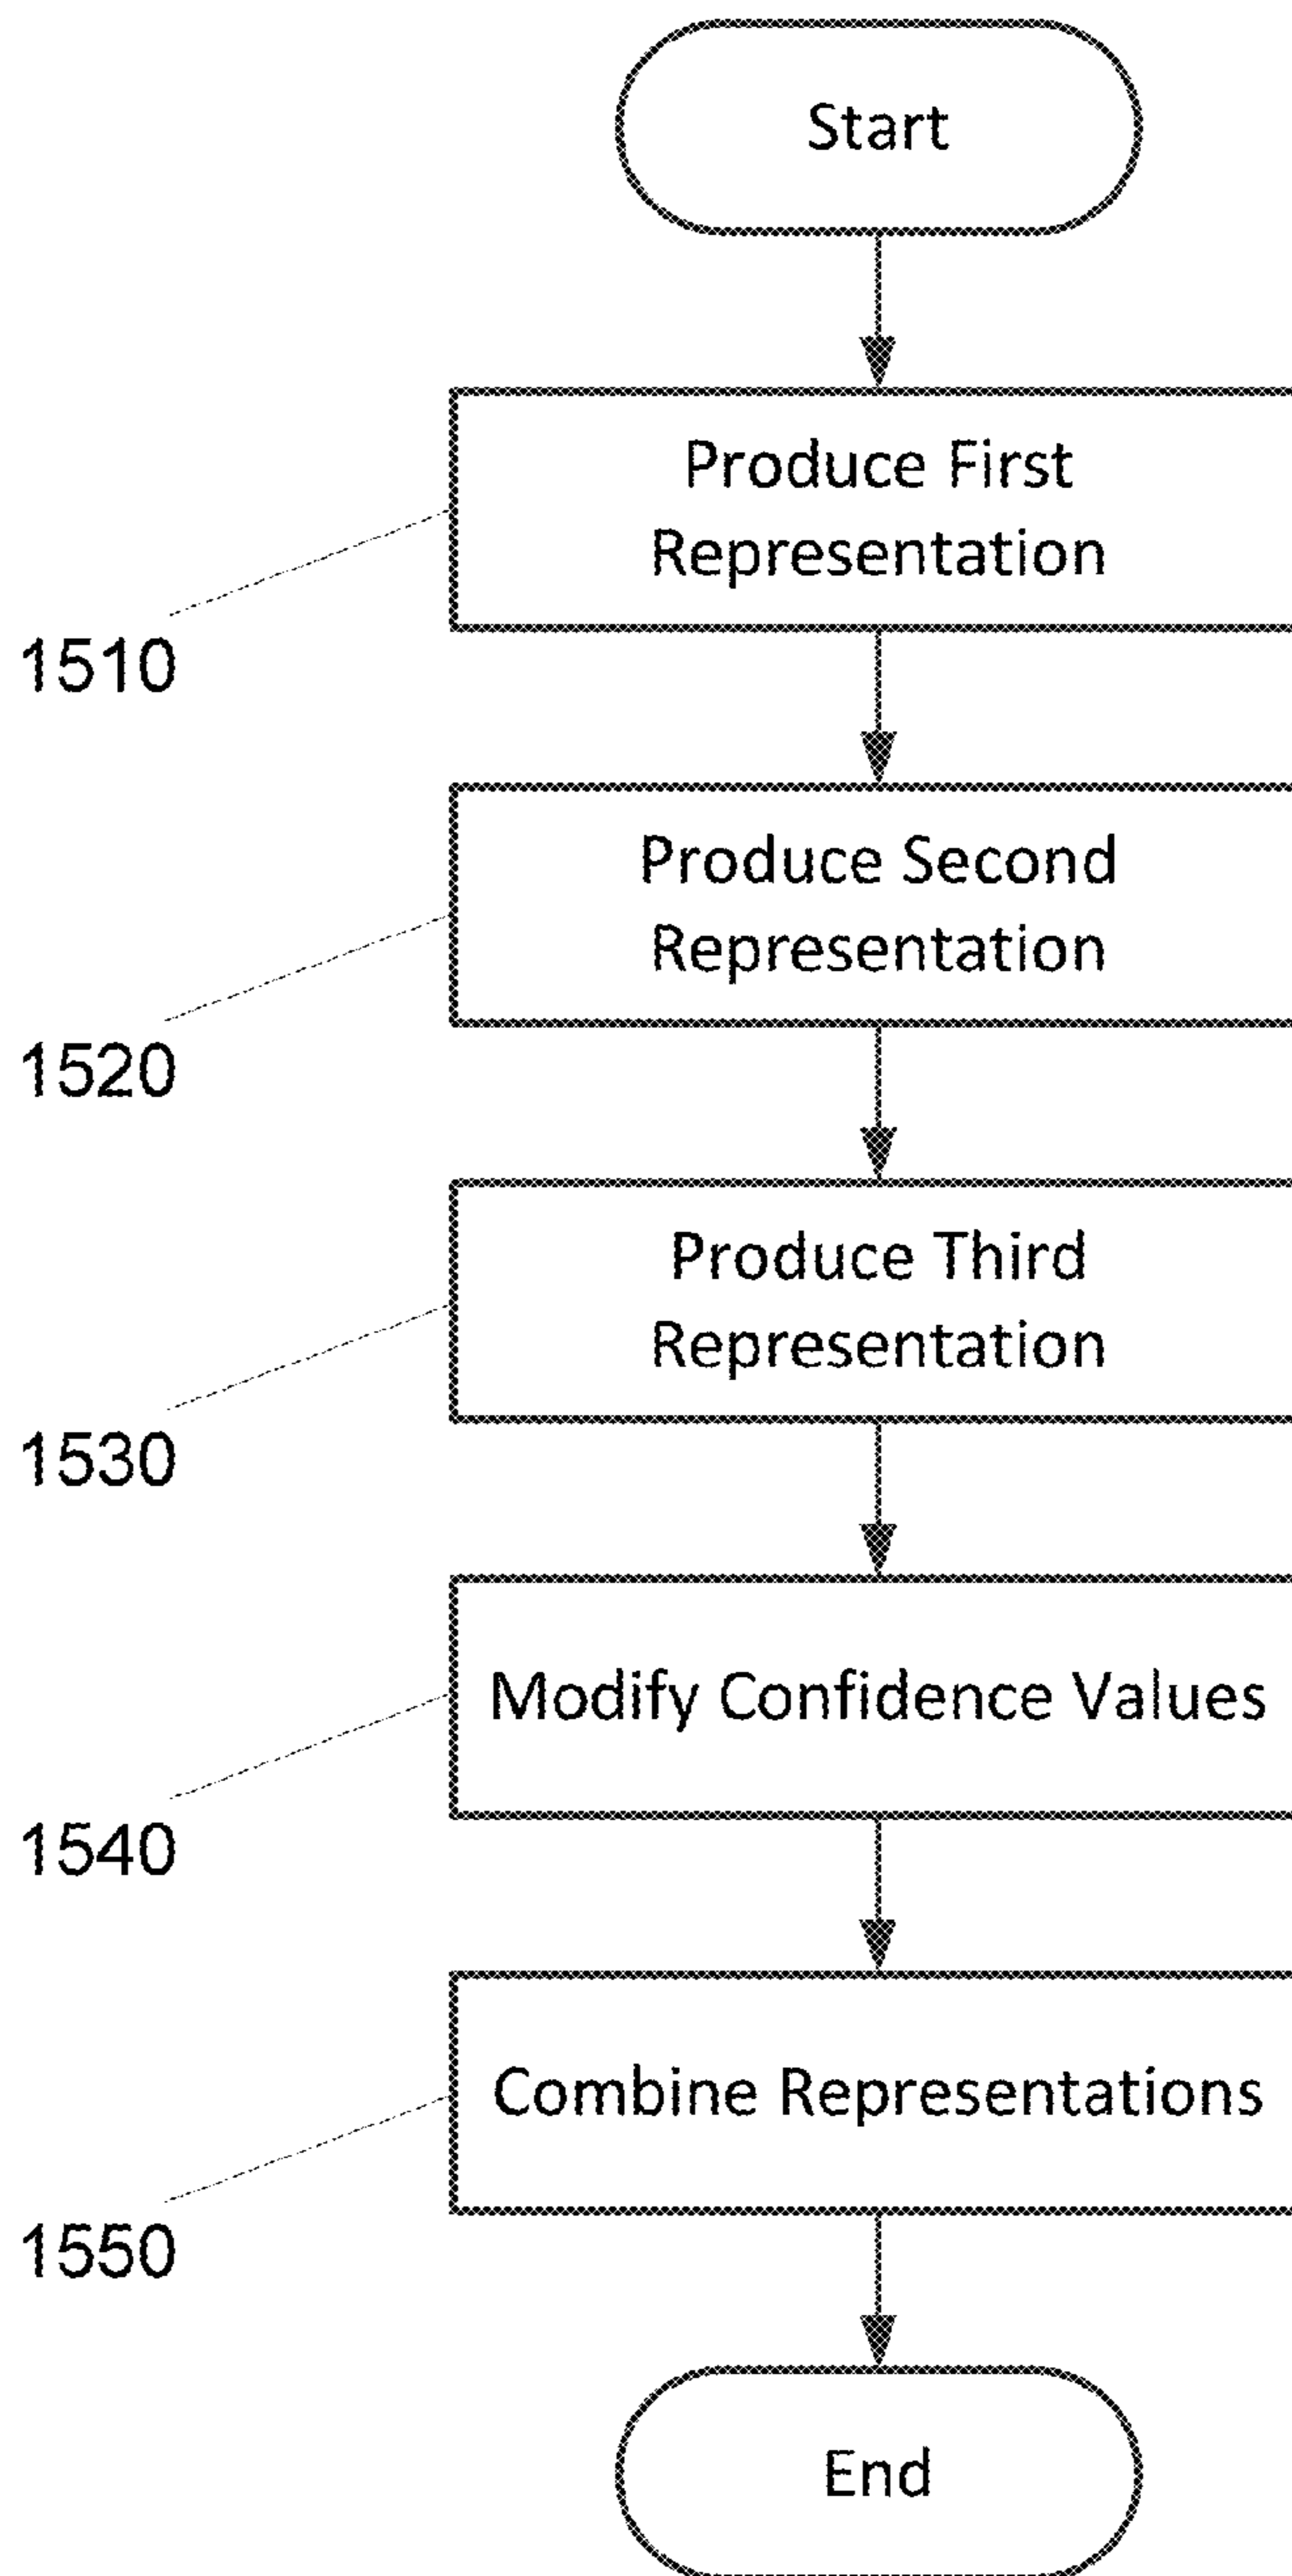 Start
Produce First
Representation
1510
Produce Second
Representation
1520
Produce Third
Representation
1530
Modify Confidence Values
1540
Combine Representations
1550
End